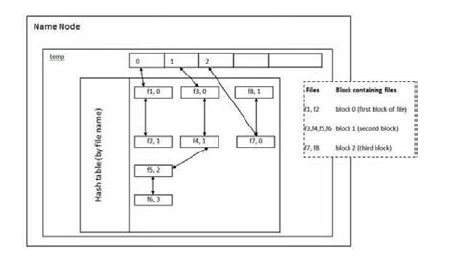 Name Node
temp
0 1 2
f1, 0 f3, 0 f8, 1
Files Block containing files
f1, f2 block 0 (first block of file)
f3,f4,f5,f6 block 1 (second block)
f2, 1 f4, 1 f7, 0
f7, f8 block 2 (third block)
f5, 2
f6, 3
Hash table (by file name)